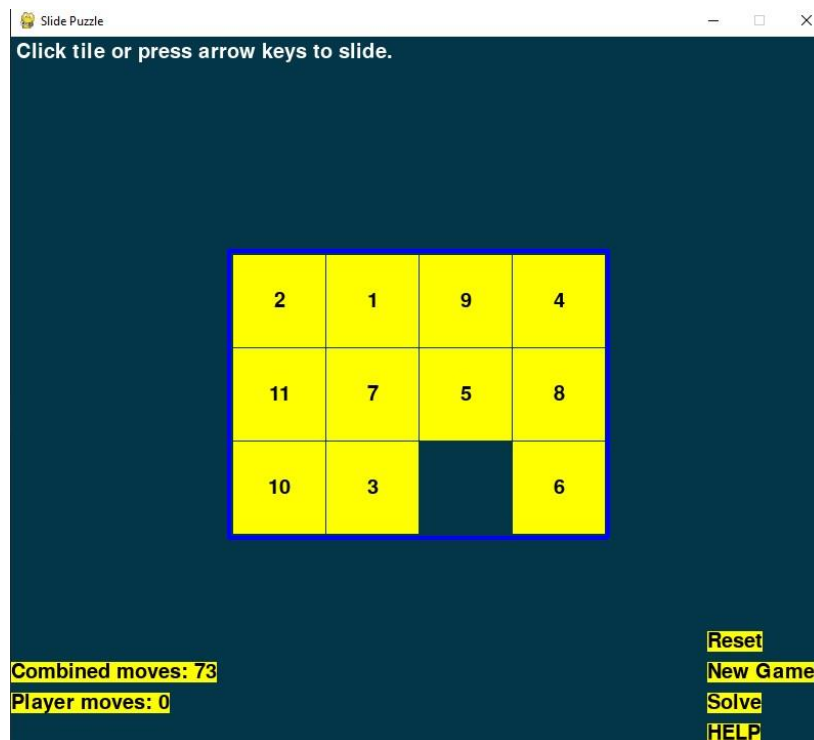 Slide Puzzle
Click tile or press arrow keys to slide.
2 1 9 4
11 7 5 8
10 3 6
Reset
Combined moves: 73
New Game
Player moves: 0
Solve
HELP